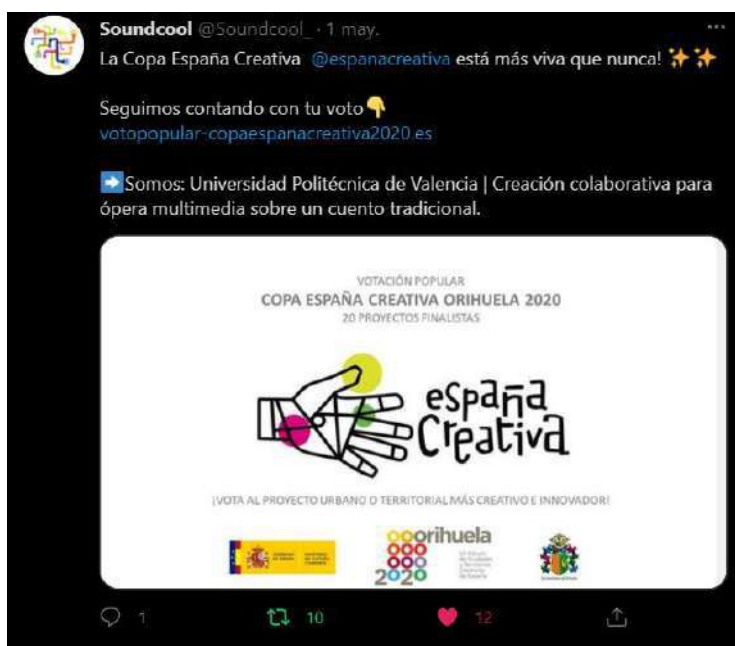 Soundcool @Soundcool_ · 1 may.
La Copa España Creativa @espanacreativa está más viva que nunca!
Seguimos contando con tu voto
votopopular-copaespanacreativa2020.es
Somos: Universidad Politécnica de Valencia | Creación colaborativa para
ópera multimedia sobre un cuento tradicional.
VOTACIÓN POPULAR
COPA ESPAÑA CREATIVA ORIHUELA 2020
20 PROYECTOS FINALISTAS
españa
Creativa
¡VOTA AL PROYECTO URBANO O TERRITORIAL MÁS CREATIVO E INNOVADOR!
orihuela
2020
1 10 12